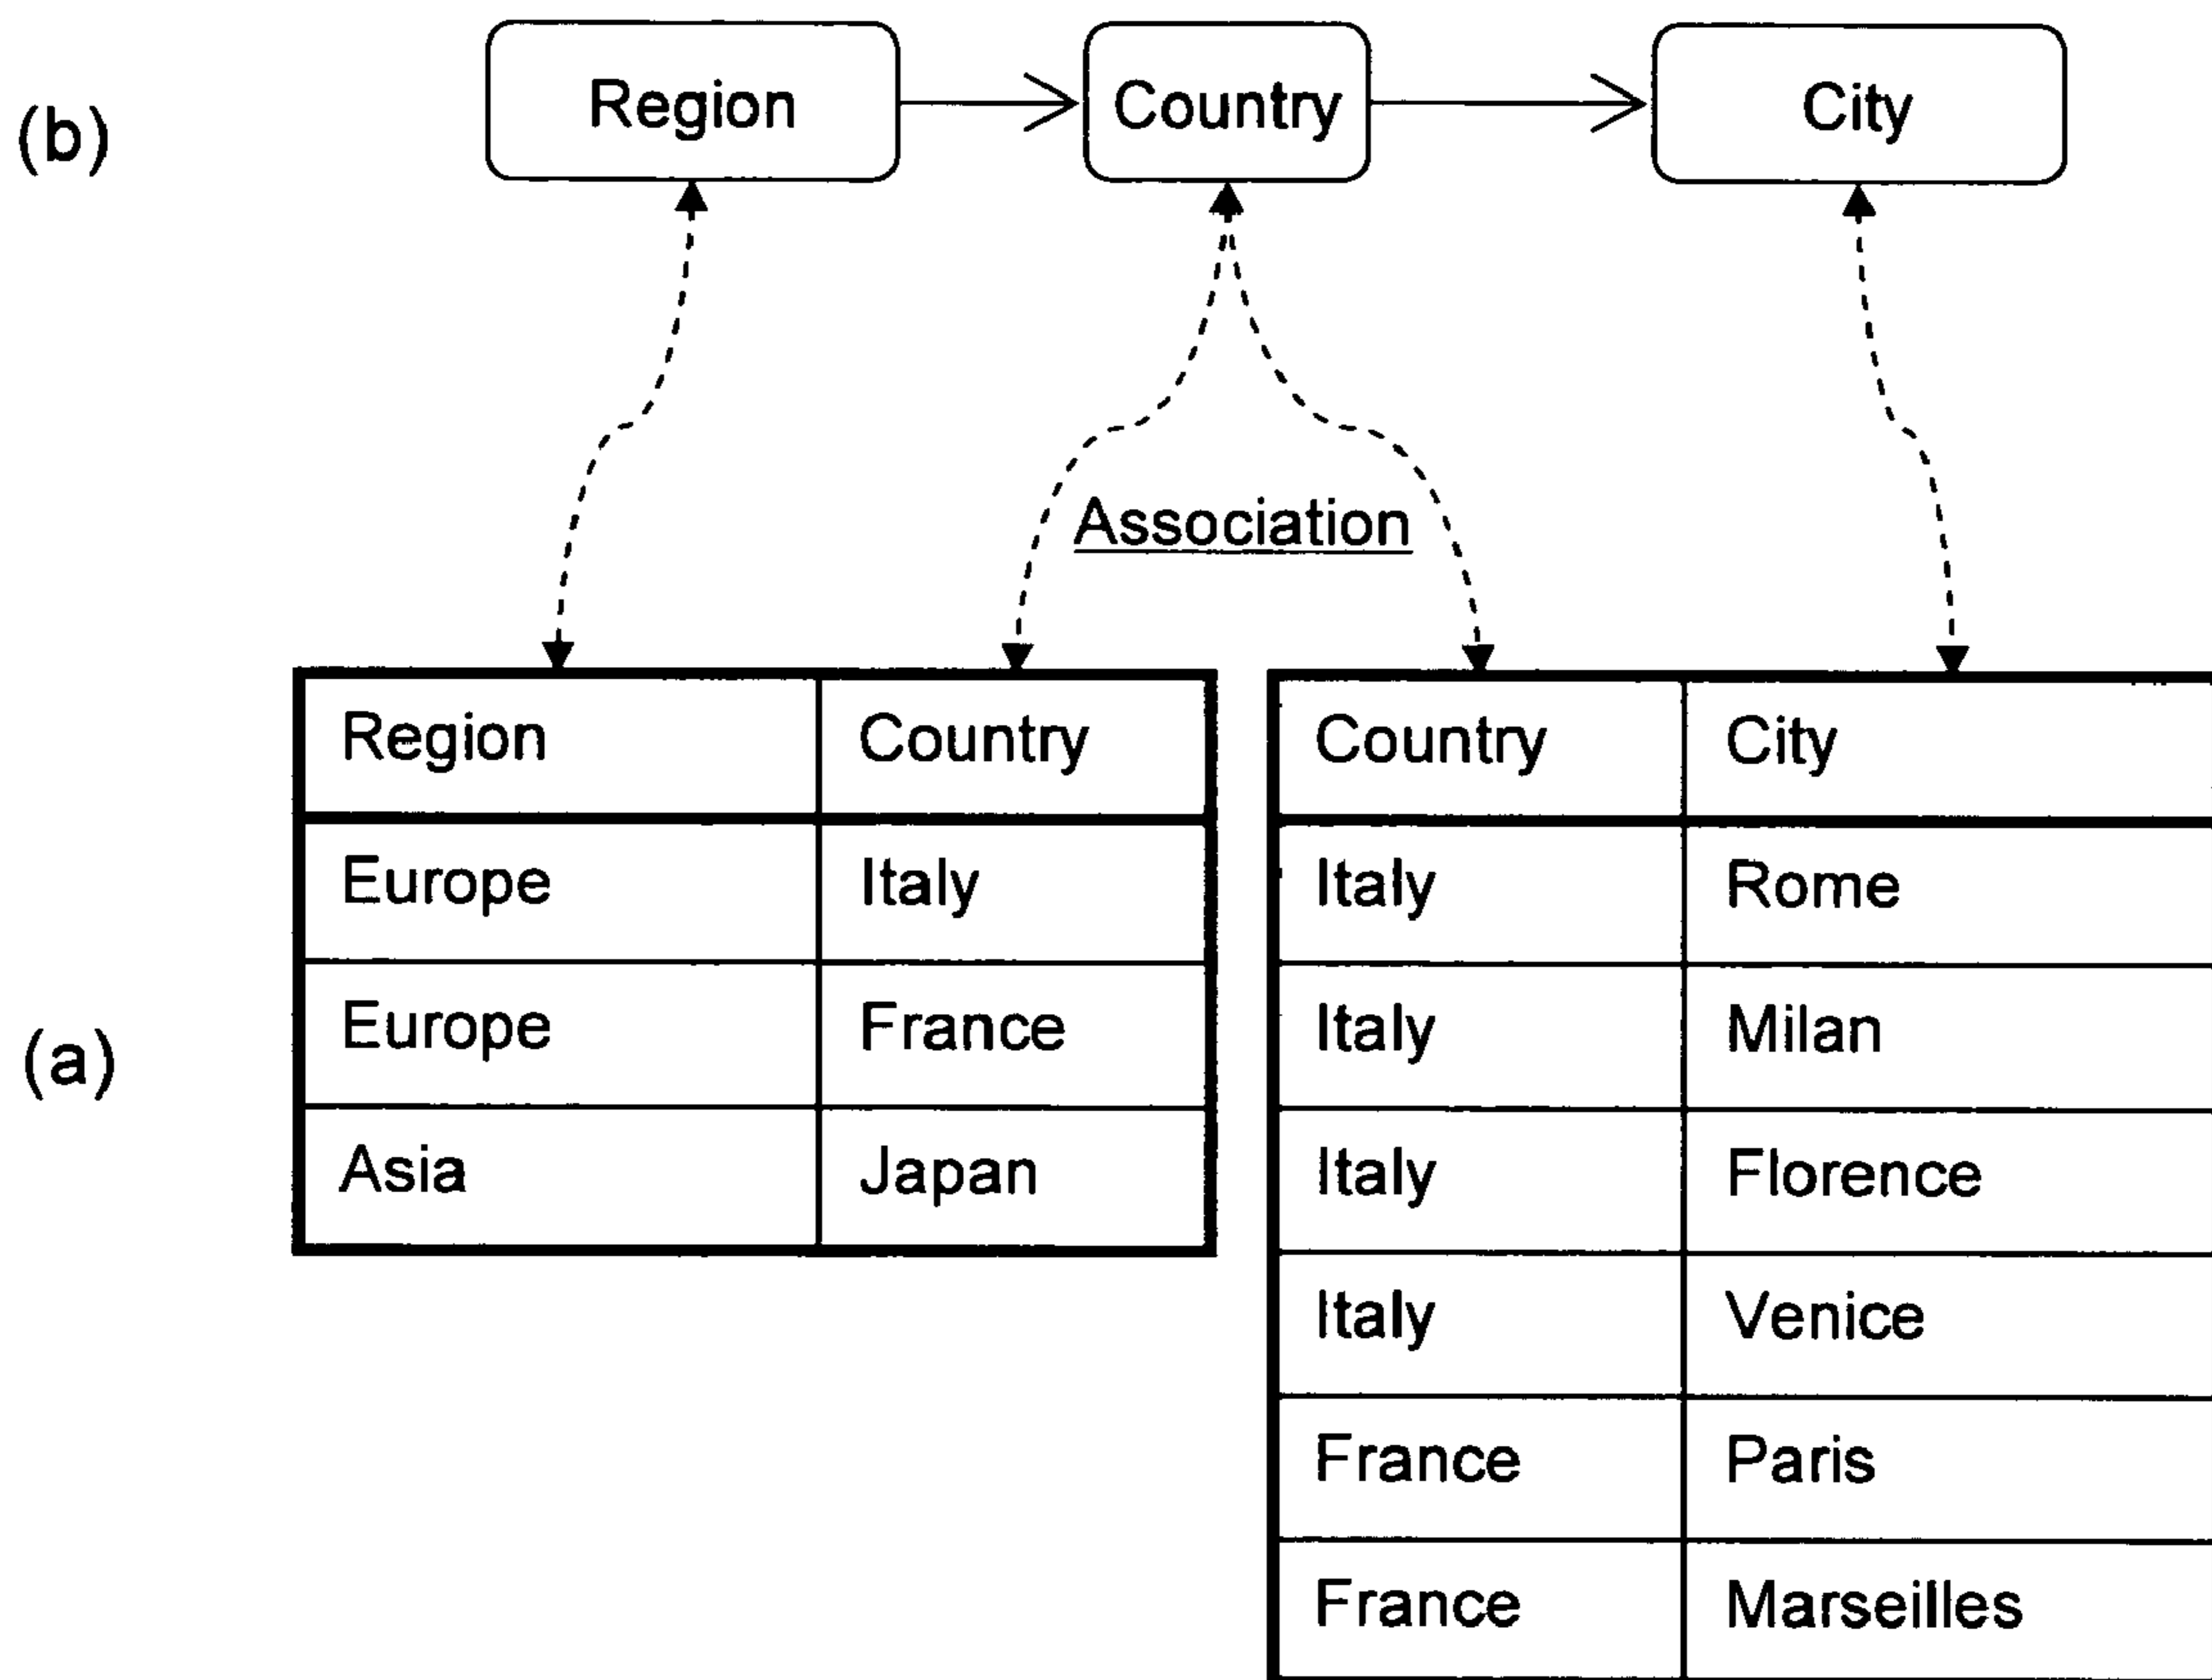 (b)
Region Country City
Association
(a)
Region Country
Europe Italy
Europe France
Asia Japan
Country City
Italy Rome
Italy Milan
Italy Florence
Italy Venice
France Paris
France Marseilles